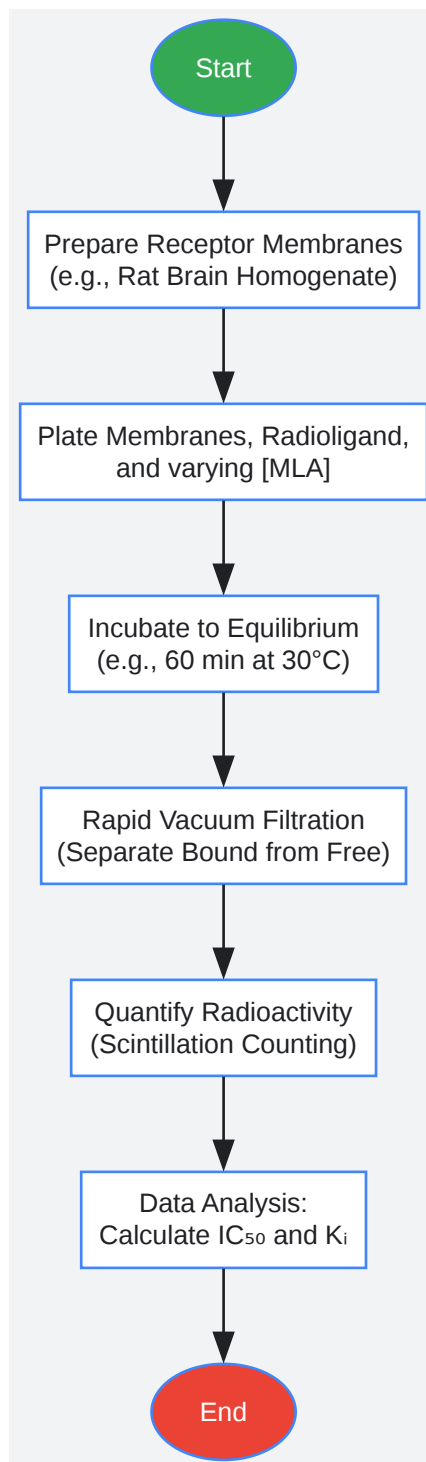 Start
Prepare Receptor Membranes
(e.g., Rat Brain Homogenate)
Plate Membranes, Radioligand,
and varying [MLA]
Incubate to Equilibrium
(e.g., 60 min at 30°C)
Rapid Vacuum Filtration
(Separate Bound from Free)
Quantify Radioactivity
(Scintillation Counting)
Data Analysis:
Calculate IC₅₀ and Kᵢ
End